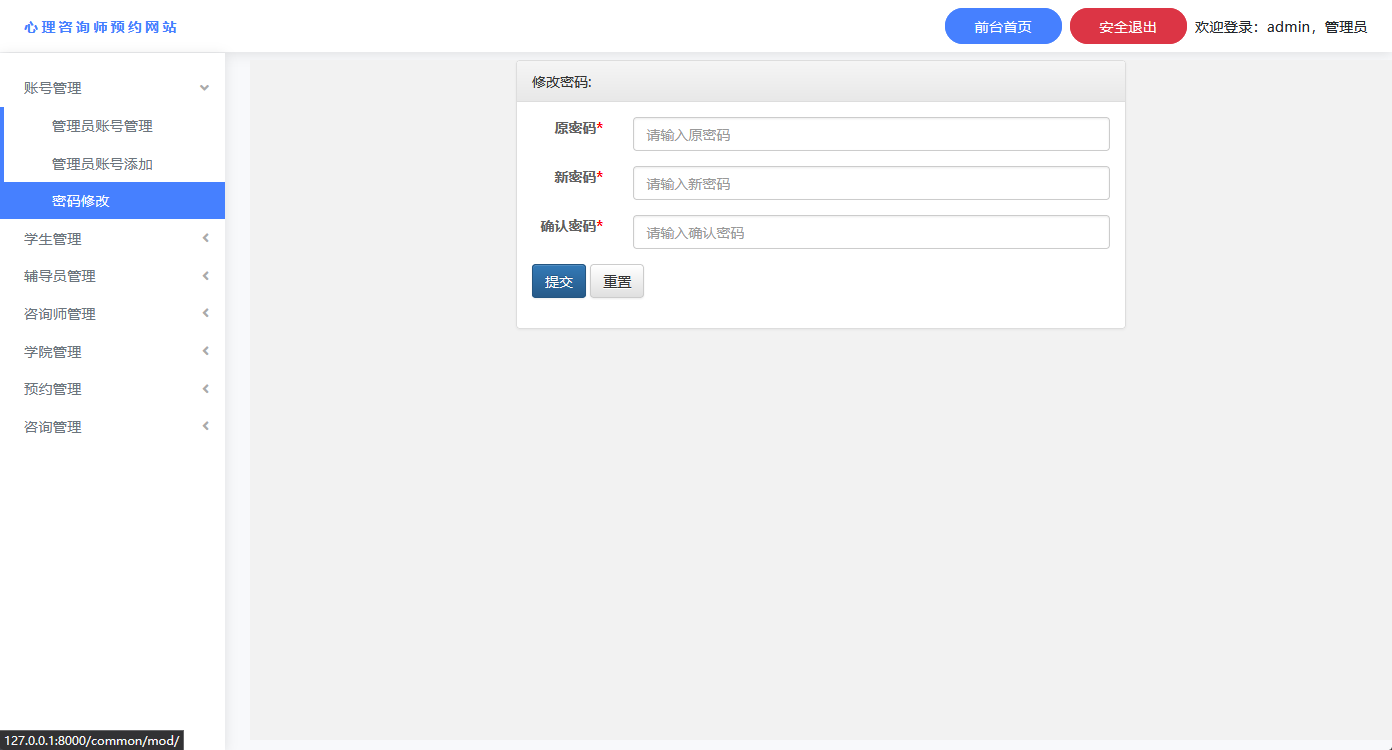 心理咨询师预约网站
前台首页
安全退出
欢迎登录：admin，管理员
账号管理
管理员账号管理
管理员账号添加
密码修改
学生管理
辅导员管理
咨询师管理
学院管理
预约管理
咨询管理
修改密码:
原密码*
请输入原密码
新密码*
请输入新密码
确认密码*
请输入确认密码
提交
重置
127.0.0.1:8000/common/mod/